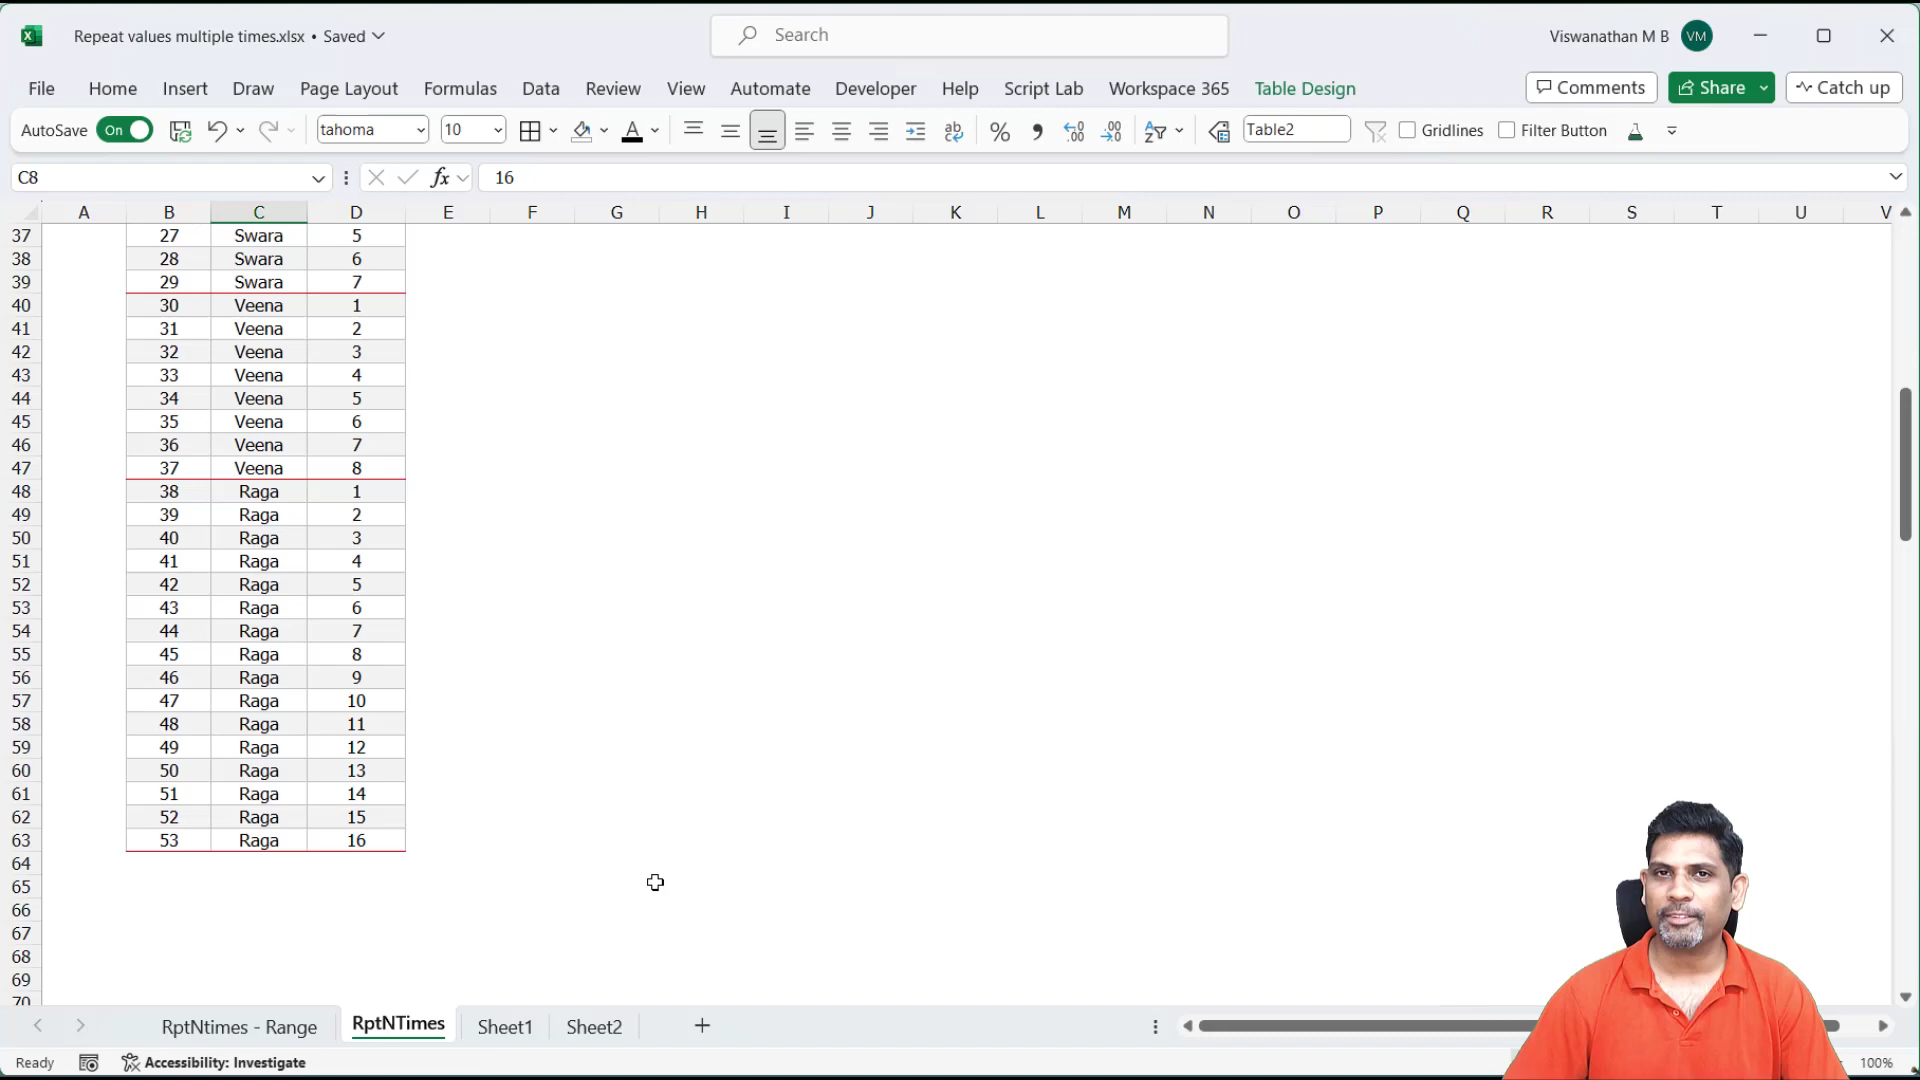 Repeat values multiple times.xlsx • Saved
Search
Viswanathan M B VM
File Home Insert Draw Page Layout Formulas Data Review View Automate Developer Help Script Lab Workspace 365 Table Design Comments Share Catch up
AutoSave On tahoma 10 Table2 Gridlines Filter Button
C8 fx 16
A B C D E F G H I J K L M N O P Q R S T U V
37 27 Swara 5
38 28 Swara 6
39 29 Swara 7
40 30 Veena 1
41 31 Veena 2
42 32 Veena 3
43 33 Veena 4
44 34 Veena 5
45 35 Veena 6
46 36 Veena 7
47 37 Veena 8
48 38 Raga 1
49 39 Raga 2
50 40 Raga 3
51 41 Raga 4
52 42 Raga 5
53 43 Raga 6
54 44 Raga 7
55 45 Raga 8
56 46 Raga 9
57 47 Raga 10
58 48 Raga 11
59 49 Raga 12
60 50 Raga 13
61 51 Raga 14
62 52 Raga 15
63 53 Raga 16
64
65
66
67
68
69
70
RptNtimes - Range RptNTimes Sheet1 Sheet2
Ready Accessibility: Investigate 100%